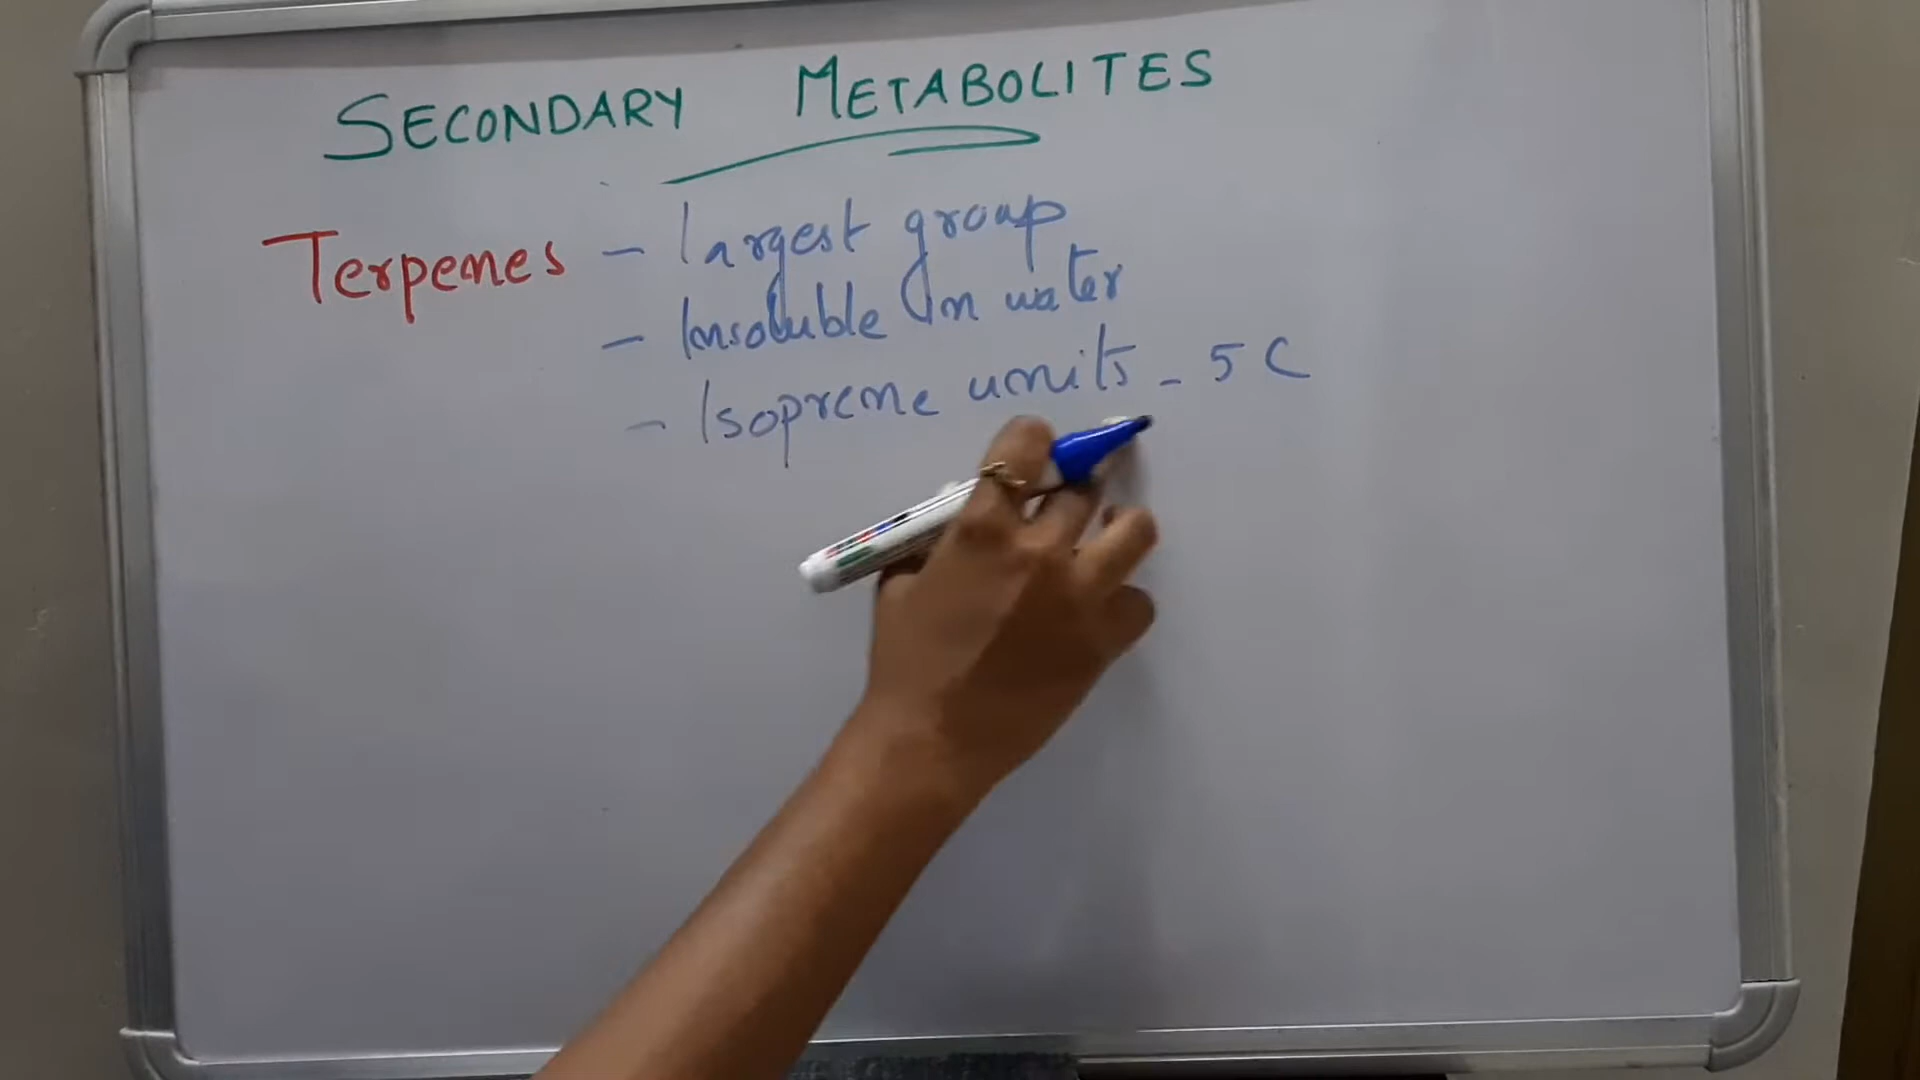 SECONDARY METABOLITES
Terpenes - largest group
- Insoluble in water
- Isoprene units - 5 C